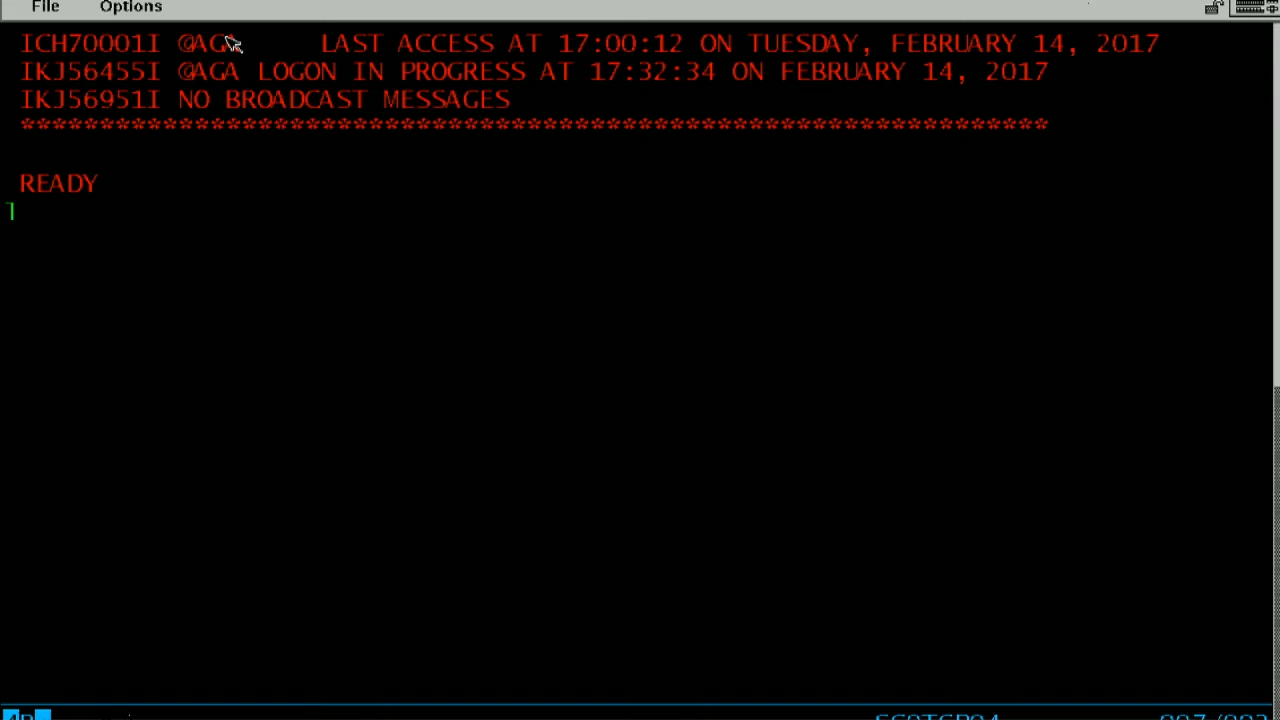 File Options
ICH70001I @AGA LAST ACCESS AT 17:00:12 ON TUESDAY, FEBRUARY 14, 2017
IKJ56455I @AGA LOGON IN PROGRESS AT 17:32:34 ON FEBRUARY 14, 2017
IKJ56951I NO BROADCAST MESSAGES
*****************************************************************
READY